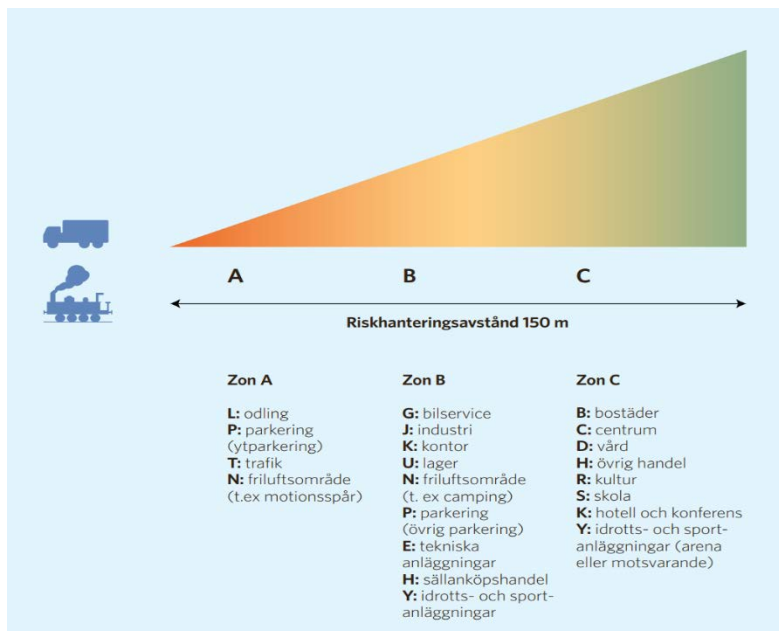 A
B
C
Riskhanteringsavstånd 150 m
Zon A
L: odling
P: parkering
(ytparkering)
T: trafik
N: friluftsområde
(t.ex motionsspår)
Zon B
G: bilservice
J: industri
K: kontor
U: lager
N: friluftsområde
(t. ex camping)
P: parkering
(övrig parkering)
E: tekniska
anläggningar
H: sällanköpshandel
Y: idrotts- och sport-
anläggningar
Zon C
B: bostäder
C: centrum
D: vård
H: övrig handel
R: kultur
S: skola
K: hotell och konferens
Y: idrotts- och sport-
anläggningar (arena
eller motsvarande)